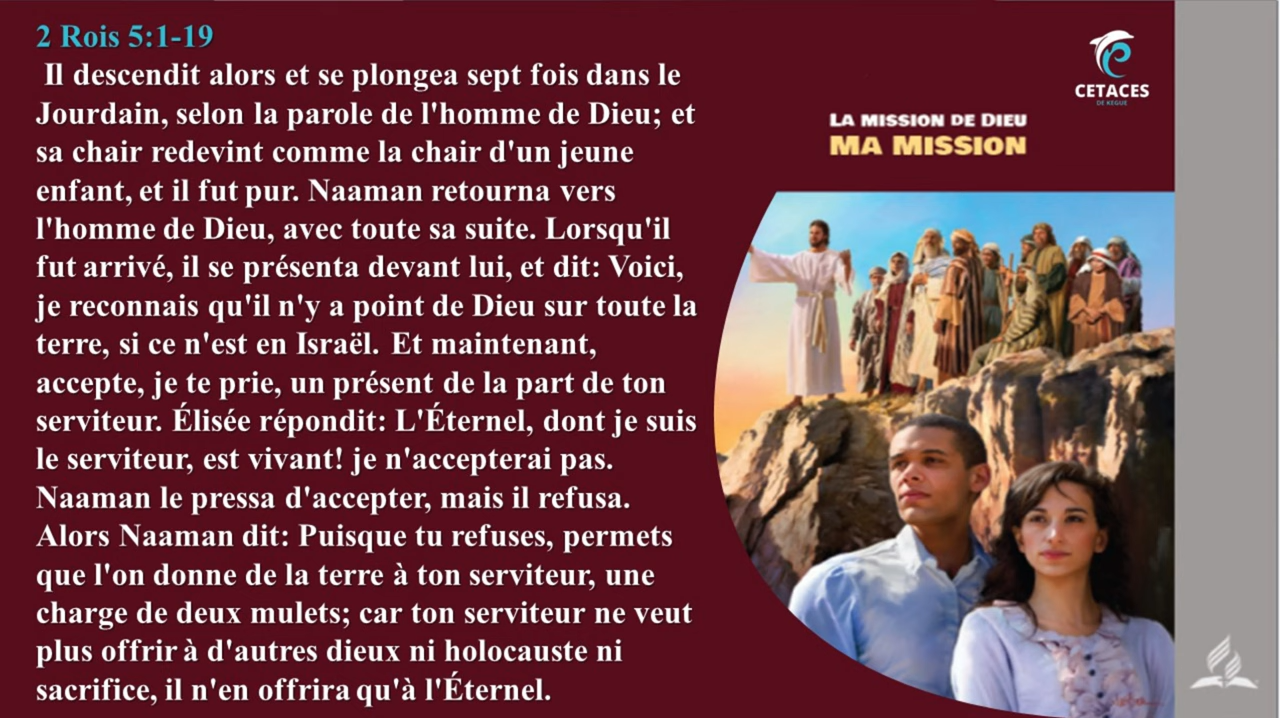 2 Rois 5:1-19
Il descendit alors et se plongea sept fois dans le
Jourdain, selon la parole de l'homme de Dieu; et
sa chair redevint comme la chair d'un jeune
enfant, et il fut pur. Naaman retourna vers
l'homme de Dieu, avec toute sa suite. Lorsqu'il
fut arrivé, il se présenta devant lui, et dit: Voici,
je reconnais qu'il n'y a point de Dieu sur toute la
terre, si ce n'est en Israël. Et maintenant,
accepte, je te prie, un présent de la part de ton
serviteur. Élisée répondit: L'Éternel, dont je suis
le serviteur, est vivant! je n'accepterai pas.
Naaman le pressa d'accepter, mais il refusa.
Alors Naaman dit: Puisque tu refuses, permets
que l'on donne de la terre à ton serviteur, une
charge de deux mulets; car ton serviteur ne veut
plus offrir à d'autres dieux ni holocauste ni
sacrifice, il n'en offrira qu'à l'Éternel.
CETACES
DE KEGUE
LA MISSION DE DIEU
MA MISSION